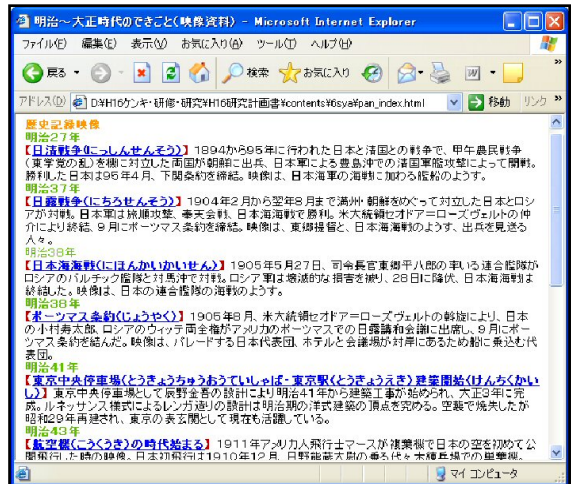 明治～大正時代のできごと(映像資料) - Microsoft Internet Explorer
ファイル(F) 編集(E) 表示(V) お気に入り(A) ツール(T) ヘルプ(H)
戻る 検索 お気に入り
アドレス(D) D:¥H16ケンキ・研修・研究¥H16研究計画書¥contents¥6sya¥pan_index.html 移動 リンク
歴史記録映像
明治27年
【日清戦争(にっしんせんそう)】 1894から95年に行われた日本と清国との戦争で、甲午農民戦争
(東学党の乱)を機に対立した両国が朝鮮に出兵、日本軍による豊島沖での清国軍艦攻撃によって開戦。
勝利した日本は95年4月、下関条約を締結。映像は、日本海軍の海戦に加わる艦船のようす。
明治37年
【日露戦争(にちろせんそう)】 1904年2月から翌年8月まで満州・朝鮮をめぐって対立した日本とロシ
アが対戦。日本軍は旅順攻撃、奉天会戦、日本海海戦で勝利。米大統領セオドア＝ローズヴェルトの仲
介により終結、9月にポーツマス条約を締結。映像は、東郷提督と、日本海海戦のようす、出兵を見送る
人々。
明治38年
【日本海海戦(にほんかいかいせん)】 1905年5月27日、司令長官東郷平八郎の率いる連合艦隊が
ロシアのバルチック艦隊と対馬沖で対戦。ロシア軍は壊滅的な損害を被り、28日に降伏、日本海海戦は
終結した。映像は、日本の連合艦隊の海戦のようす。
明治38年
【ポーツマス条約(じょうやく)】 1905年8月、米大統領セオドア＝ローズヴェルトの斡旋により、日本
の小村寿太郎、ロシアのウィッテ両全権がアメリカのポーツマスでの日露講和会議に出席し、9月にポー
ツマス条約を結んだ。映像は、パレードする日本代表団、ホテルと会議場が対岸にあるため船に乗込む代
表団。
明治41年
【東京中央停車場(とうきょうちゅうおうていしゃば・東京駅(とうきょうえき)建築開始(けんちくかい
し)】 東京中央停車場として辰野金吾の設計により明治41年から建築工事が始められ、大正3年に完
成。ルネッサンス様式によるレンガ造りの設計は明治期の洋式建築の頂点を究める。空襲で焼失したが
昭和29年再建され、東京の表玄関として現在も活躍している。
明治43年
【航空機(こうくうき)の時代始まる】 1911年アメリカ人飛行士マースが複葉機で日本の空を初めて公
開飛行した時の映像。日本初飛行は1910年12月、日野熊蔵大尉の乗る代々木練兵場での単葉機。
マイ コンピュータ